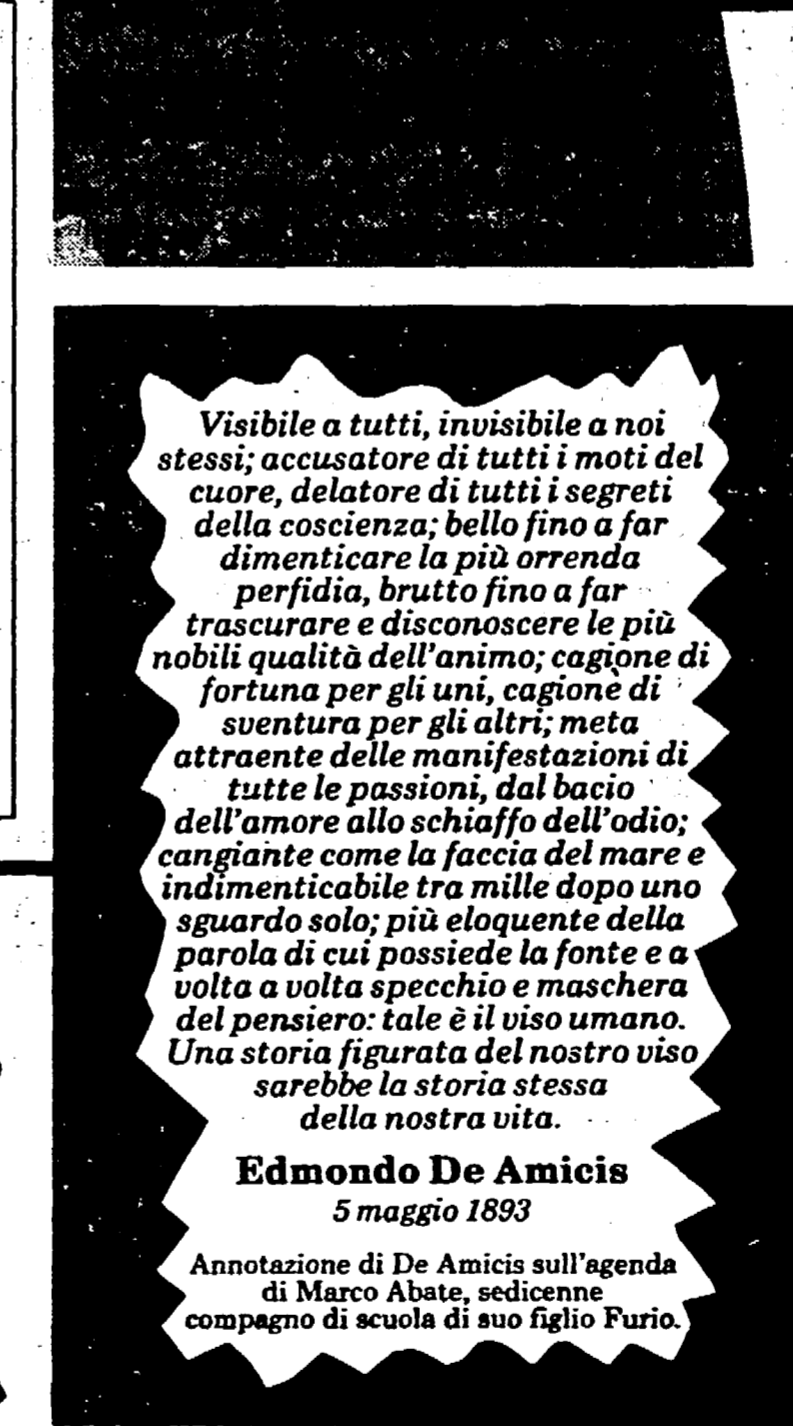 Visibile a tutti, invisibile a noi
stessi; accusatore di tutti i moti del
cuore, delatore di tutti i segreti
della coscienza; bello fino a far
dimenticare la più orrenda
perfidia, brutto fino a far
trascurare e disconoscere le più
nobili qualità dell'animo; cagione di
fortuna per gli uni, cagione di
sventura per gli altri; meta
attraente delle manifestazioni di
tutte le passioni, dal bacio
dell'amore allo schiaffo dell'odio;
cangiante come la faccia del mare e
indimenticabile tra mille dopo uno
sguardo solo; più eloquente della
parola di cui possiede la fonte e a
volta a volta specchio e maschera
del pensiero: tale è il viso umano.
Una storia figurata del nostro viso
sarebbe la storia stessa
della nostra vita.
Edmondo De Amicis
5 maggio 1893
Annotazione di De Amicis sull'agenda
di Marco Abate, sedicenne
compagno di scuola di suo figlio Furio.